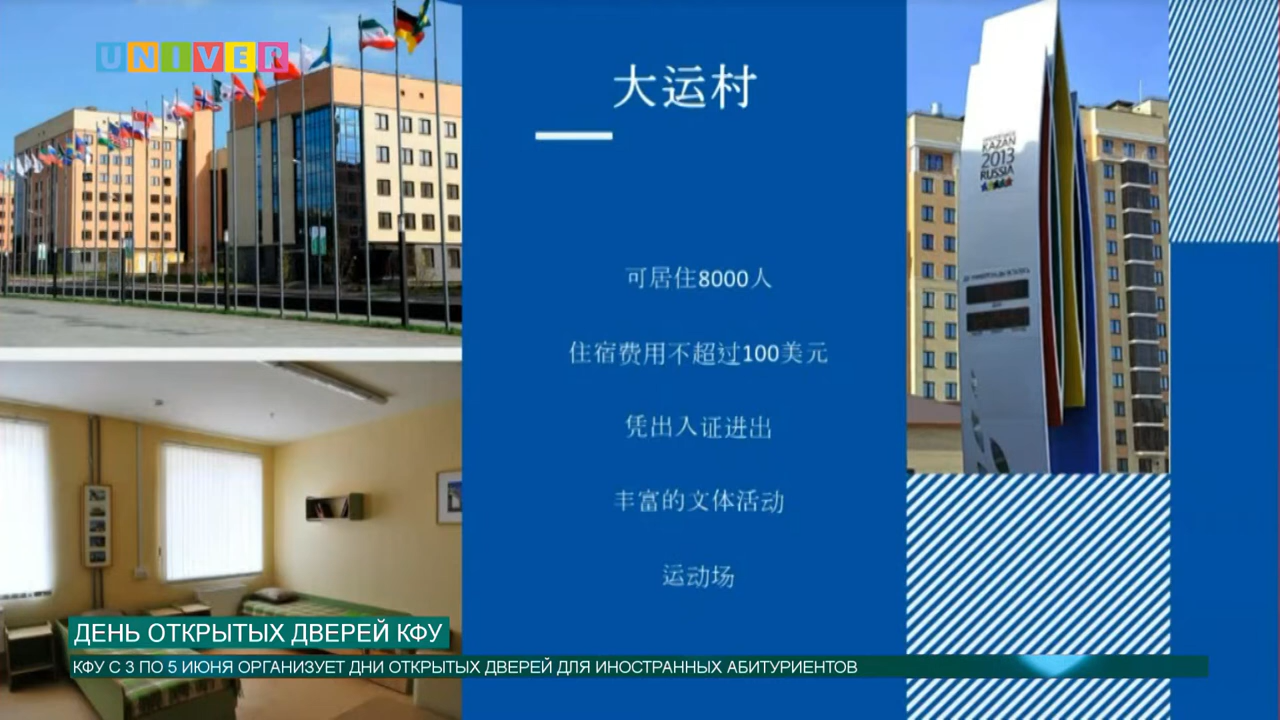 UNIVER
大运村
KAZAN
2013
RUSSIA
可居住8000人
住宿费用不超过100美元
凭出入证进出
丰富的文体活动
运动场
ДЕНЬ ОТКРЫТЫХ ДВЕРЕЙ КФУ
КФУ С 3 ПО 5 ИЮНЯ ОРГАНИЗУЕТ ДНИ ОТКРЫТЫХ ДВЕРЕЙ ДЛЯ ИНОСТРАННЫХ АБИТУРИЕНТОВ